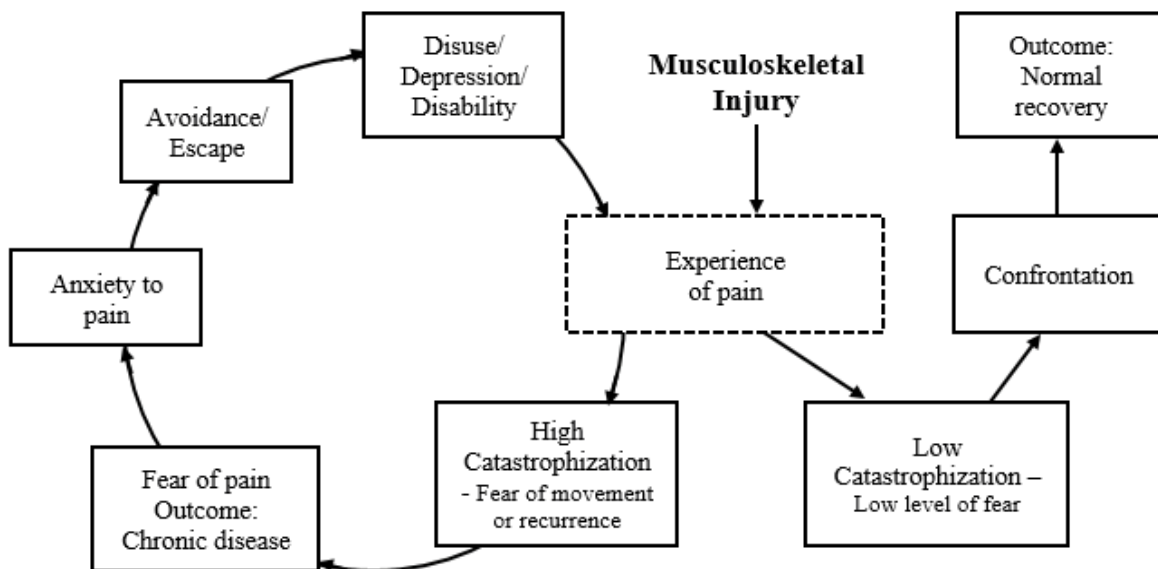 Disuse/
Depression/
Disability
Musculoskeletal
Injury
Outcome:
Normal
recovery
Avoidance/
Escape
Anxiety to
pain
Experience
of pain
Confrontation
Fear of pain
Outcome:
Chronic disease
High
Catastrophization
- Fear of movement
or recurrence
Low
Catastrophization –
Low level of fear